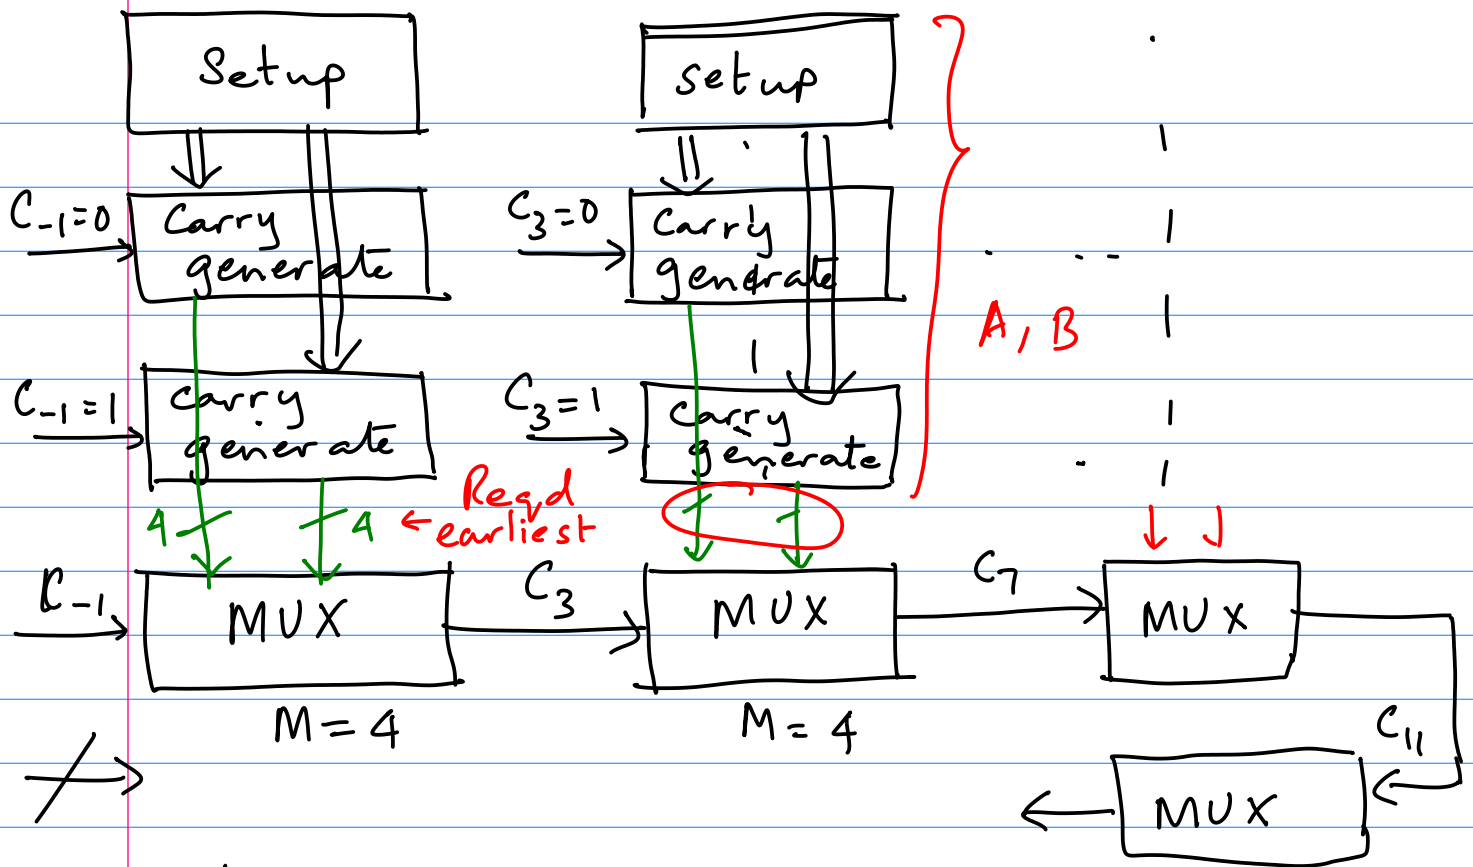 Setup
setup
C-1=0
Carry
generate
C3=0
Carry
generate
A, B
C-1=1
Carry
generate
C3=1
Carry
generate
4
4
← Reqd
earliest
C-1
MUX
C3
MUX
C7
MUX
M=4
M=4
C11
MUX